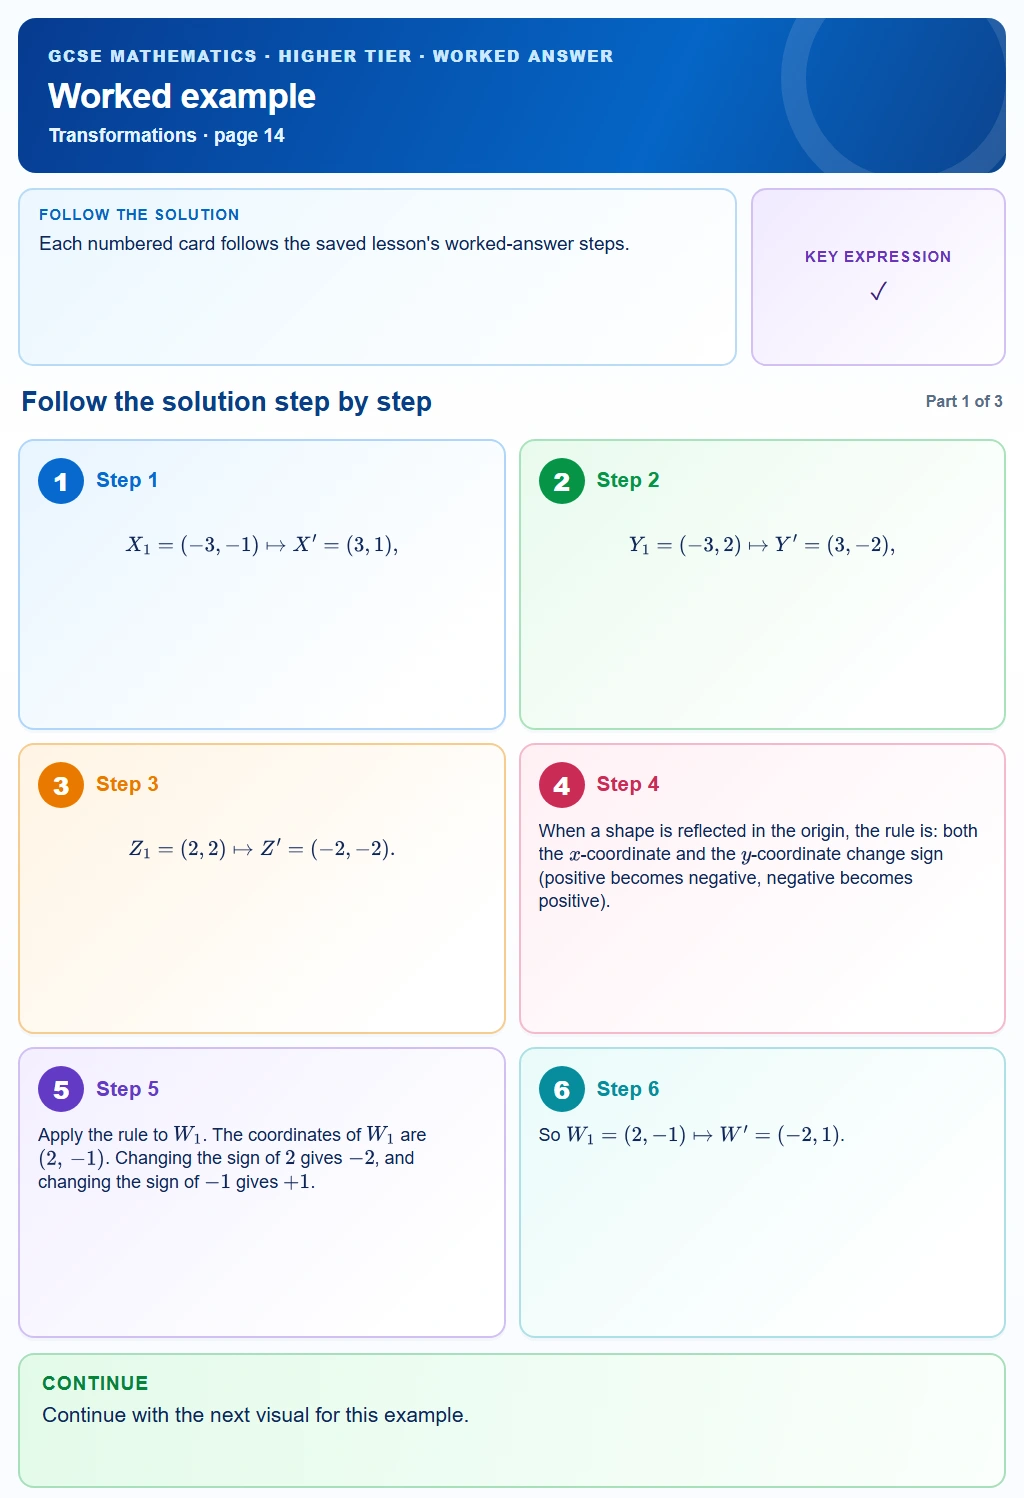 GCSE MATHEMATICS · HIGHER TIER · WORKED ANSWER
Worked example
Transformations · page 14
FOLLOW THE SOLUTION
Each numbered card follows the saved lesson's worked-answer steps.
KEY EXPRESSION
✓
Follow the solution step by step
Part 1 of 3
1 Step 1
X₁ = (−3, −1) ↦ X′ = (3, 1),
2 Step 2
Y₁ = (−3, 2) ↦ Y′ = (3, −2),
3 Step 3
Z₁ = (2, 2) ↦ Z′ = (−2, −2).
4 Step 4
When a shape is reflected in the origin, the rule is: both
the x-coordinate and the y-coordinate change sign
(positive becomes negative, negative becomes
positive).
5 Step 5
Apply the rule to W₁. The coordinates of W₁ are
(2, −1). Changing the sign of 2 gives −2, and
changing the sign of −1 gives +1.
6 Step 6
So W₁ = (2, −1) ↦ W′ = (−2, 1).
CONTINUE
Continue with the next visual for this example.